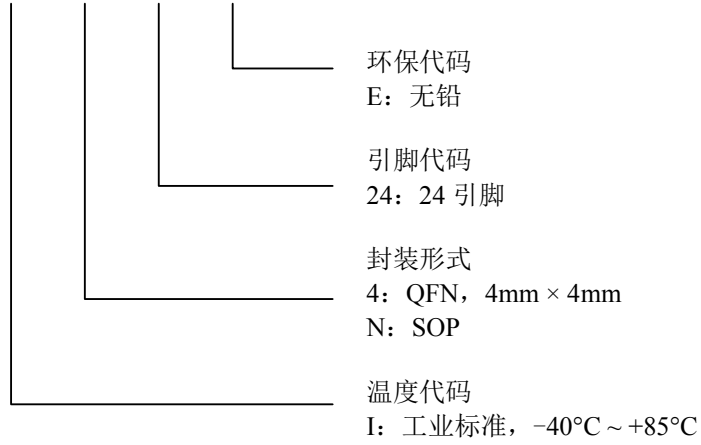 环保代码
E：无铅
引脚代码
24：24 引脚
封装形式
4：QFN，4mm × 4mm
N：SOP
温度代码
I：工业标准，−40°C ~ +85°C